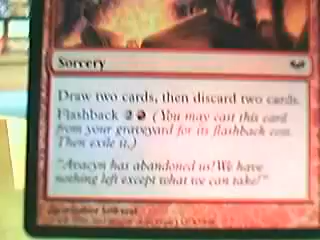 Sorcery
Draw two cards, then discard two cards.
Flashback 2 (You may cast this card
from your graveyard for its flashback cost.
Then exile it.)
"Avacyn has abandoned us! We have
nothing left except what we can take!"